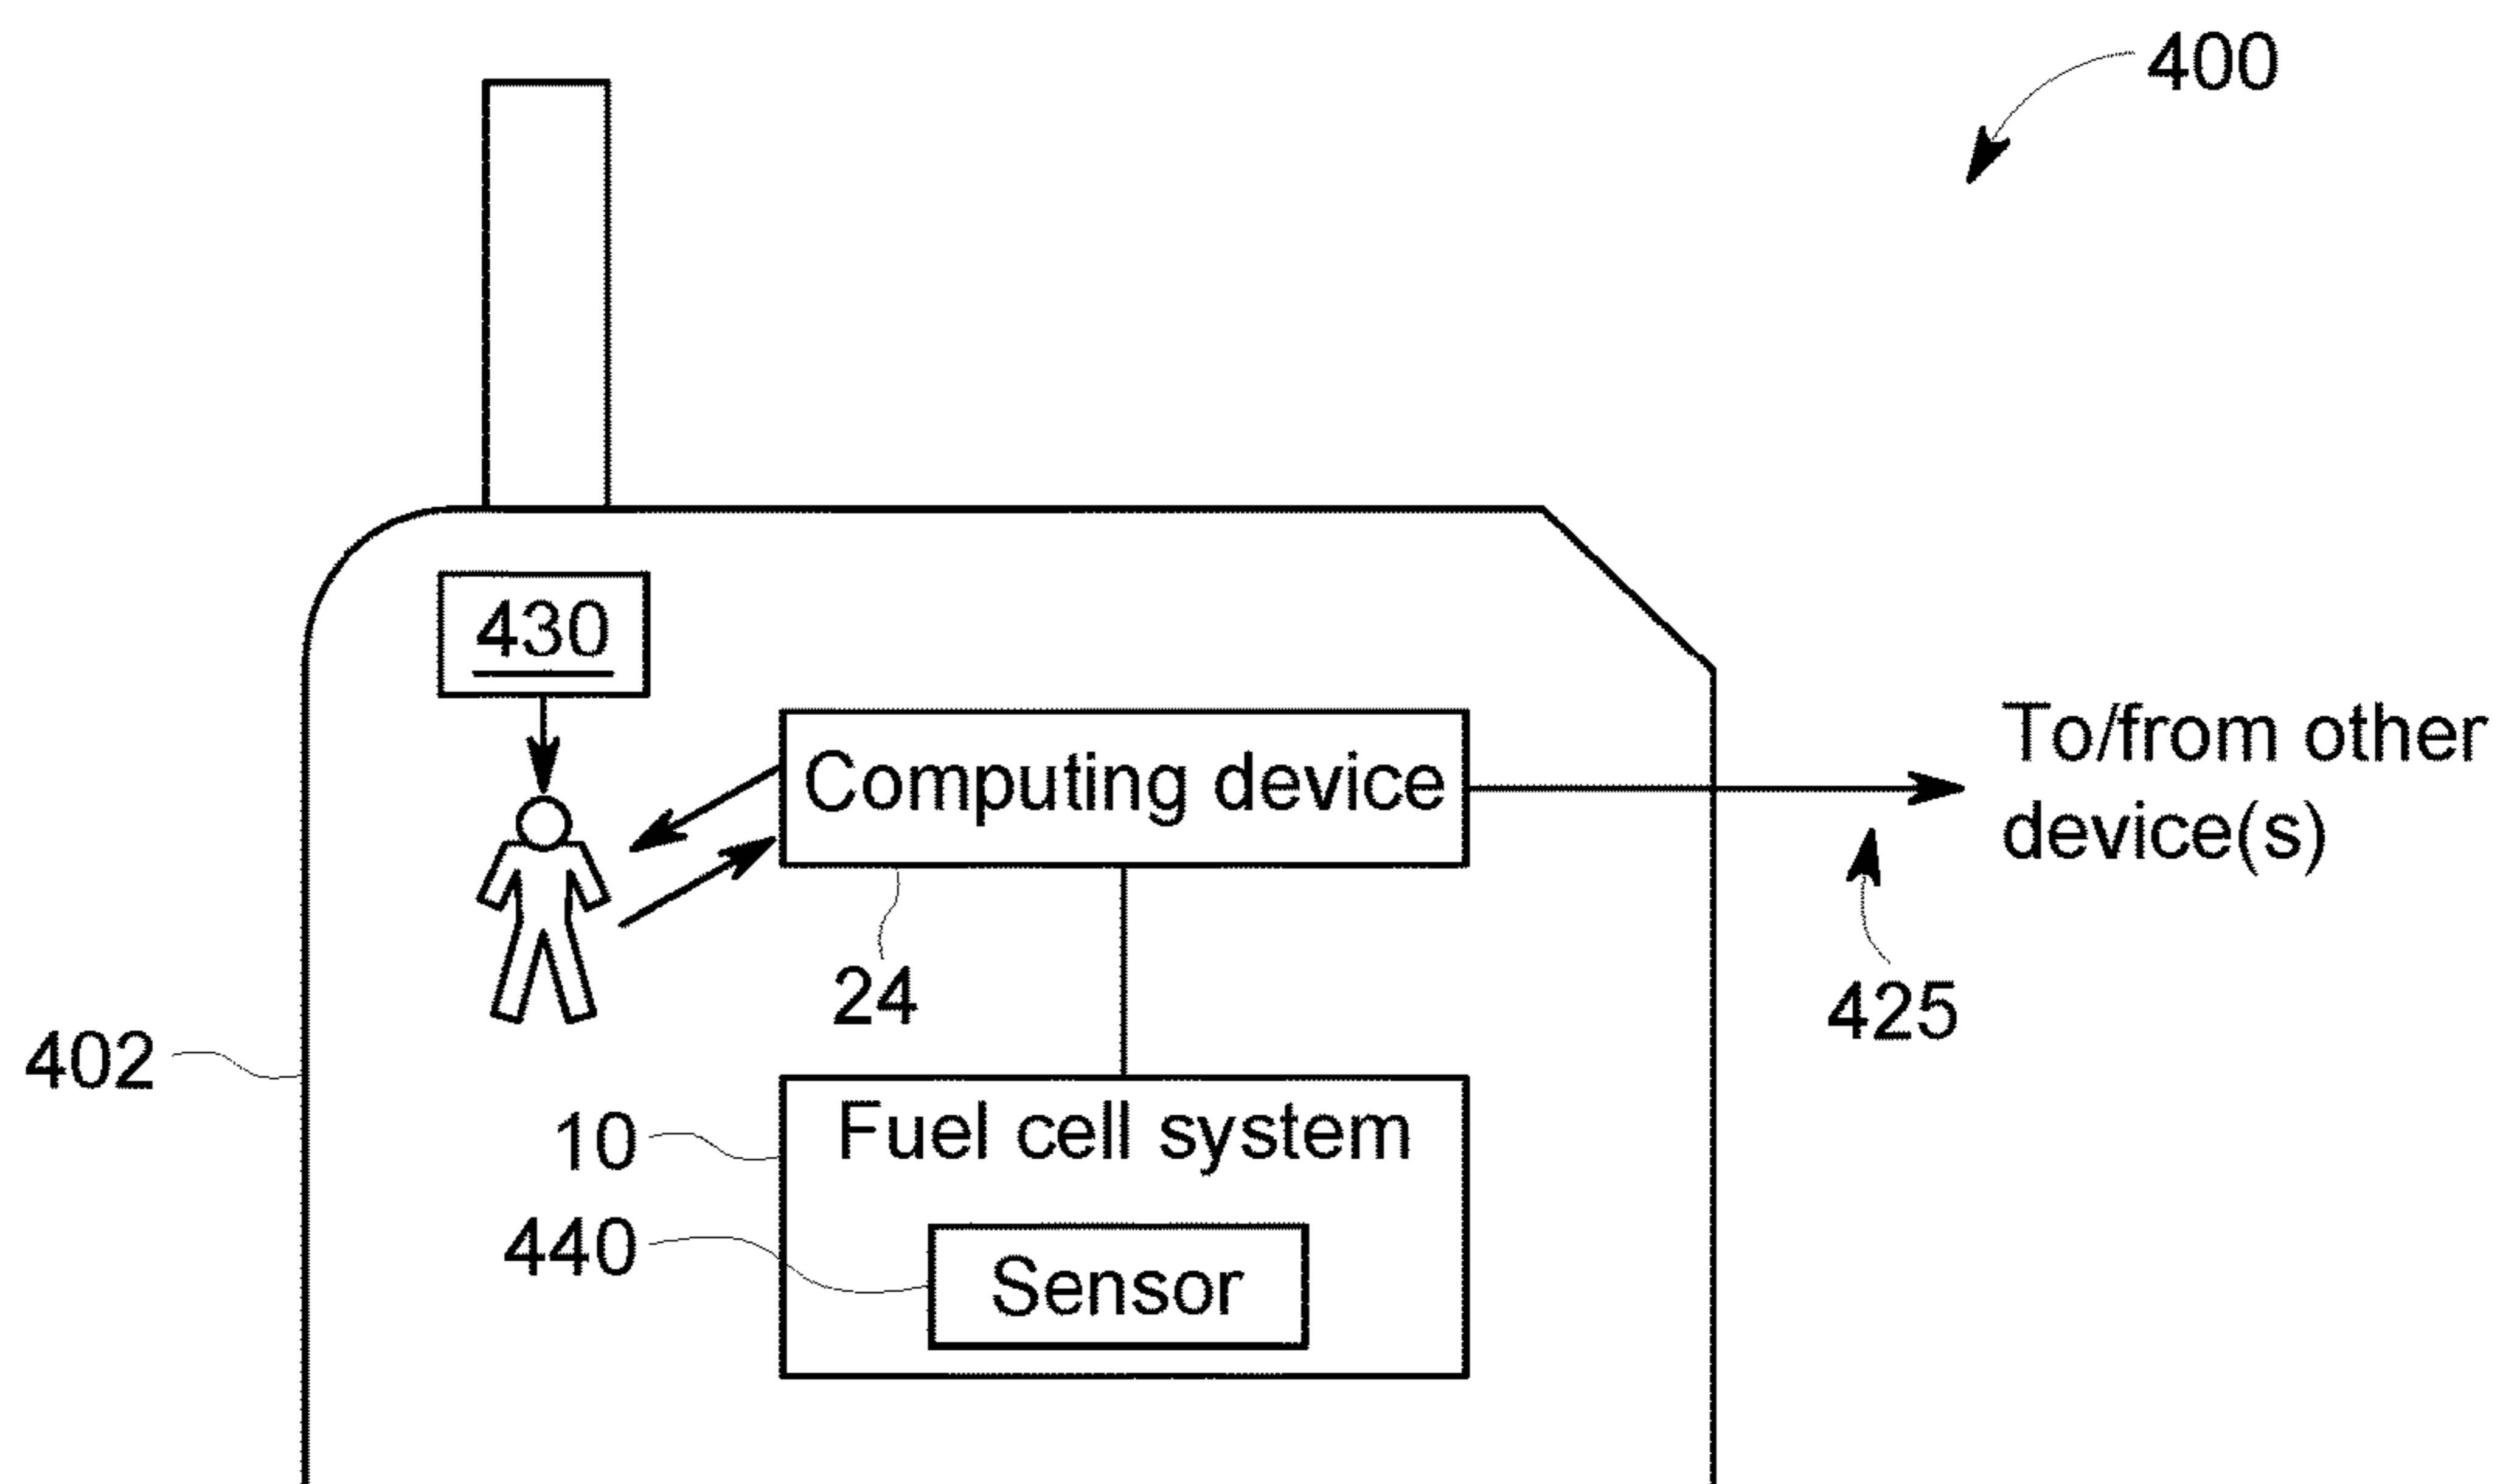 400
430
Computing device
To/from other
device(s)
24
425
402
10
Fuel cell system
440
Sensor